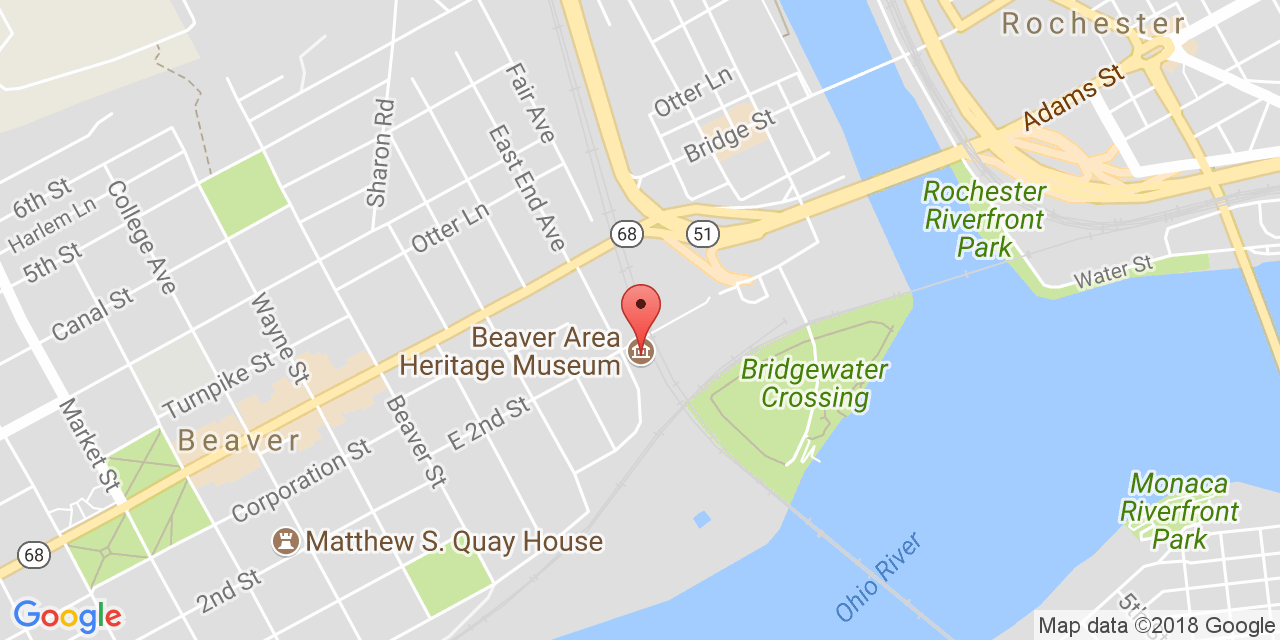 Rochester
Adams St
Otter Ln
Bridge St
Fair Ave
East End Ave
Sharon Rd
6th St
Harlem Ln
5th St
College Ave
Otter Ln
Canal St
Wayne St
68
51
Rochester
Riverfront
Park
Water St
Beaver Area
Heritage Museum
Bridgewater
Crossing
Turnpike St
Market St
Beaver
Beaver St
E 2nd St
Corporation St
Matthew S. Quay House
68
2nd St
Monaca
Riverfront
Park
Ohio River
Google
Map data ©2018 Google